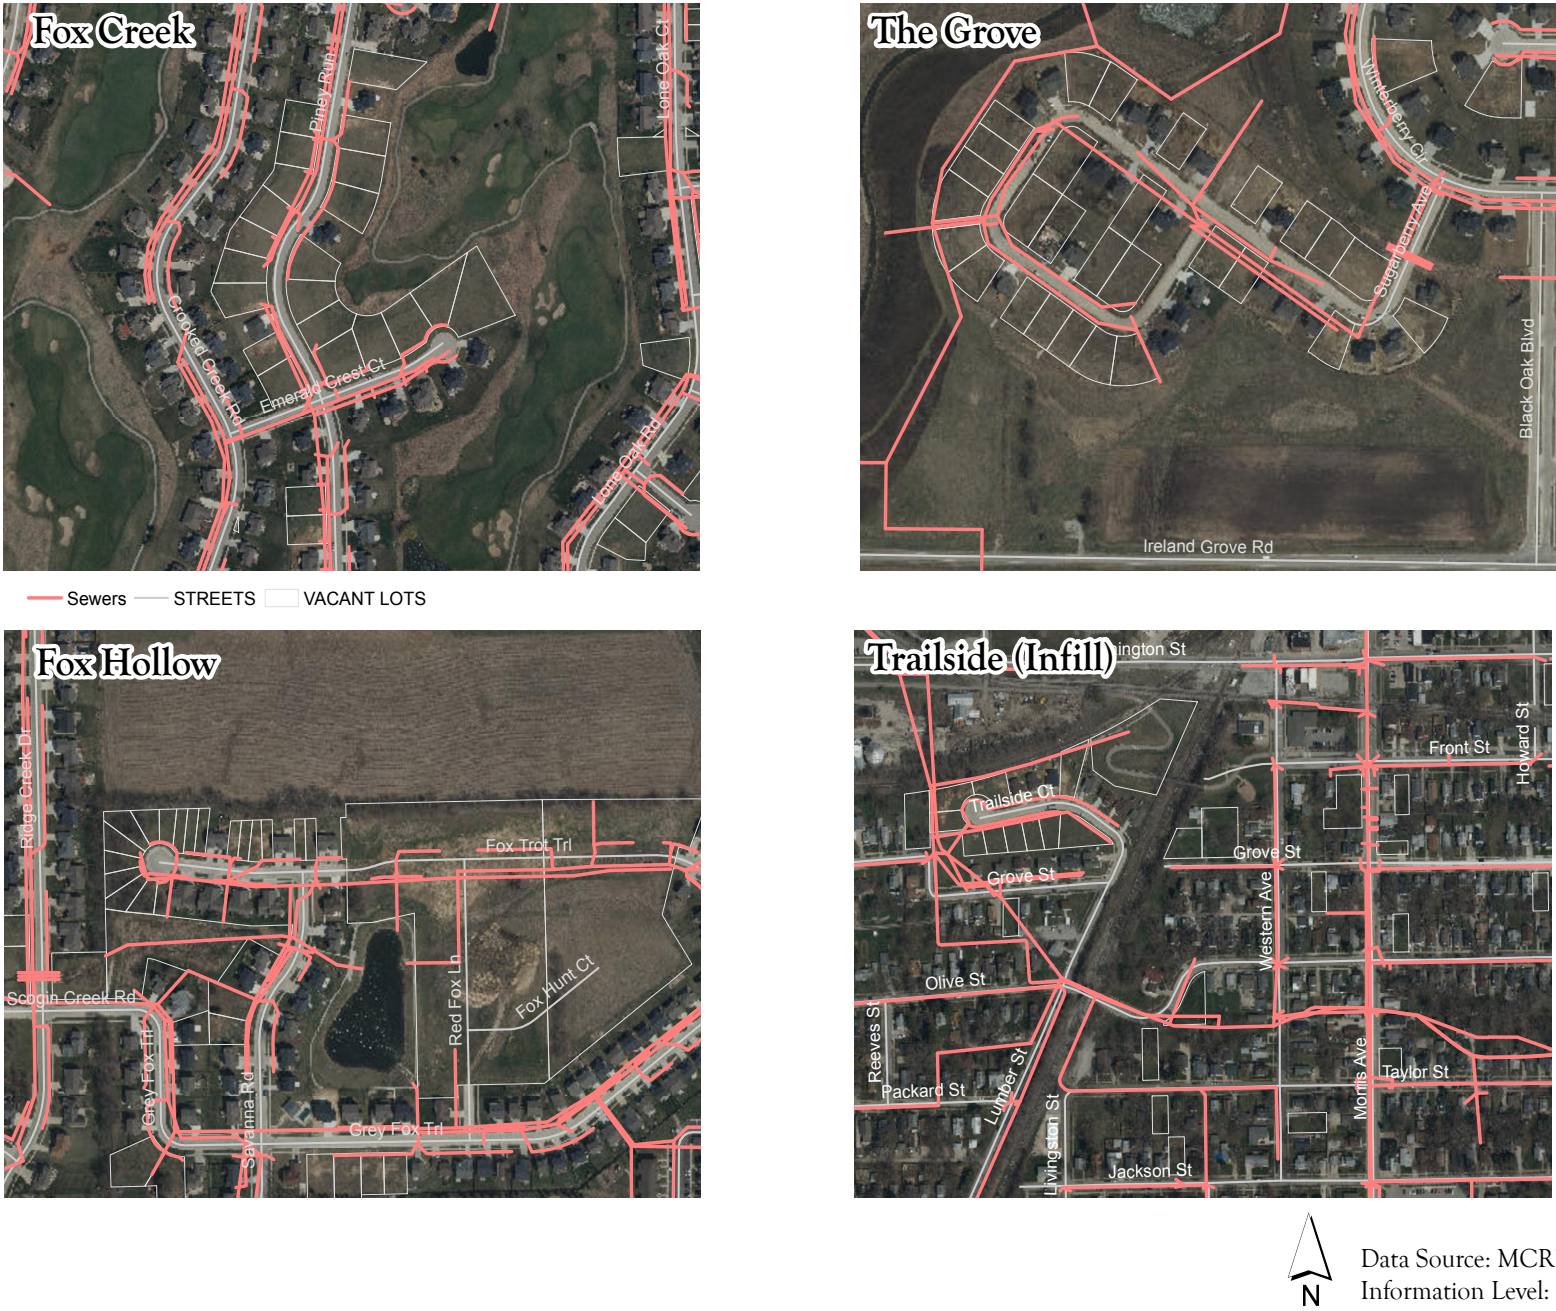 Fox Creek
Piney Run
Lone Oak Ct
Crooked Creek Rd
Emerald Crest Ct
Lone Oak Rd
The Grove
Winterberry Cir
Sugarberry Ave
Black Oak Blvd
Ireland Grove Rd
Sewers STREETS VACANT LOTS
Fox Hollow
Ridge Creek Dr
Fox Trot Trl
Scogin Creek Rd
Grey Fox Trl
Savanna Rd
Red Fox Ln
Fox Hunt Ct
Grey Fox Trl
Trailside (Infill)
ington St
Howard St
Front St
Trailside Ct
Grove St
Grove St
Western Ave
Olive St
Reeves St
Packard St
Lumber St
Livingston St
Morris Ave
Taylor St
Jackson St
N
Data Source: MCR
Information Level: